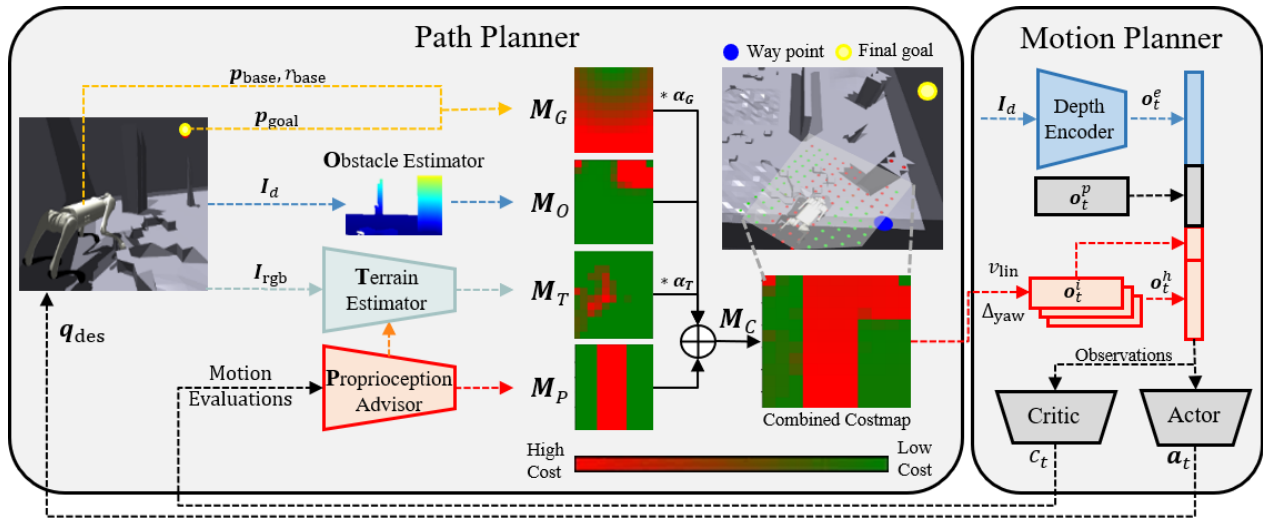 Path Planner
Motion Planner
Way point
Final goal
p_base, r_base
p_goal
M_G
* α_G
Obstacle Estimator
I_d
M_O
I_rgb
Terrain
Estimator
M_T
* α_T
M_C
q_des
Motion
Evaluations
Proprioception
Advisor
M_P
Combined Costmap
High
Cost
Low
Cost
I_d
Depth
Encoder
o_t^e
o_t^p
v_lin
Δ_yaw
o_t^i
o_t^h
Observations
Critic
Actor
c_t
a_t